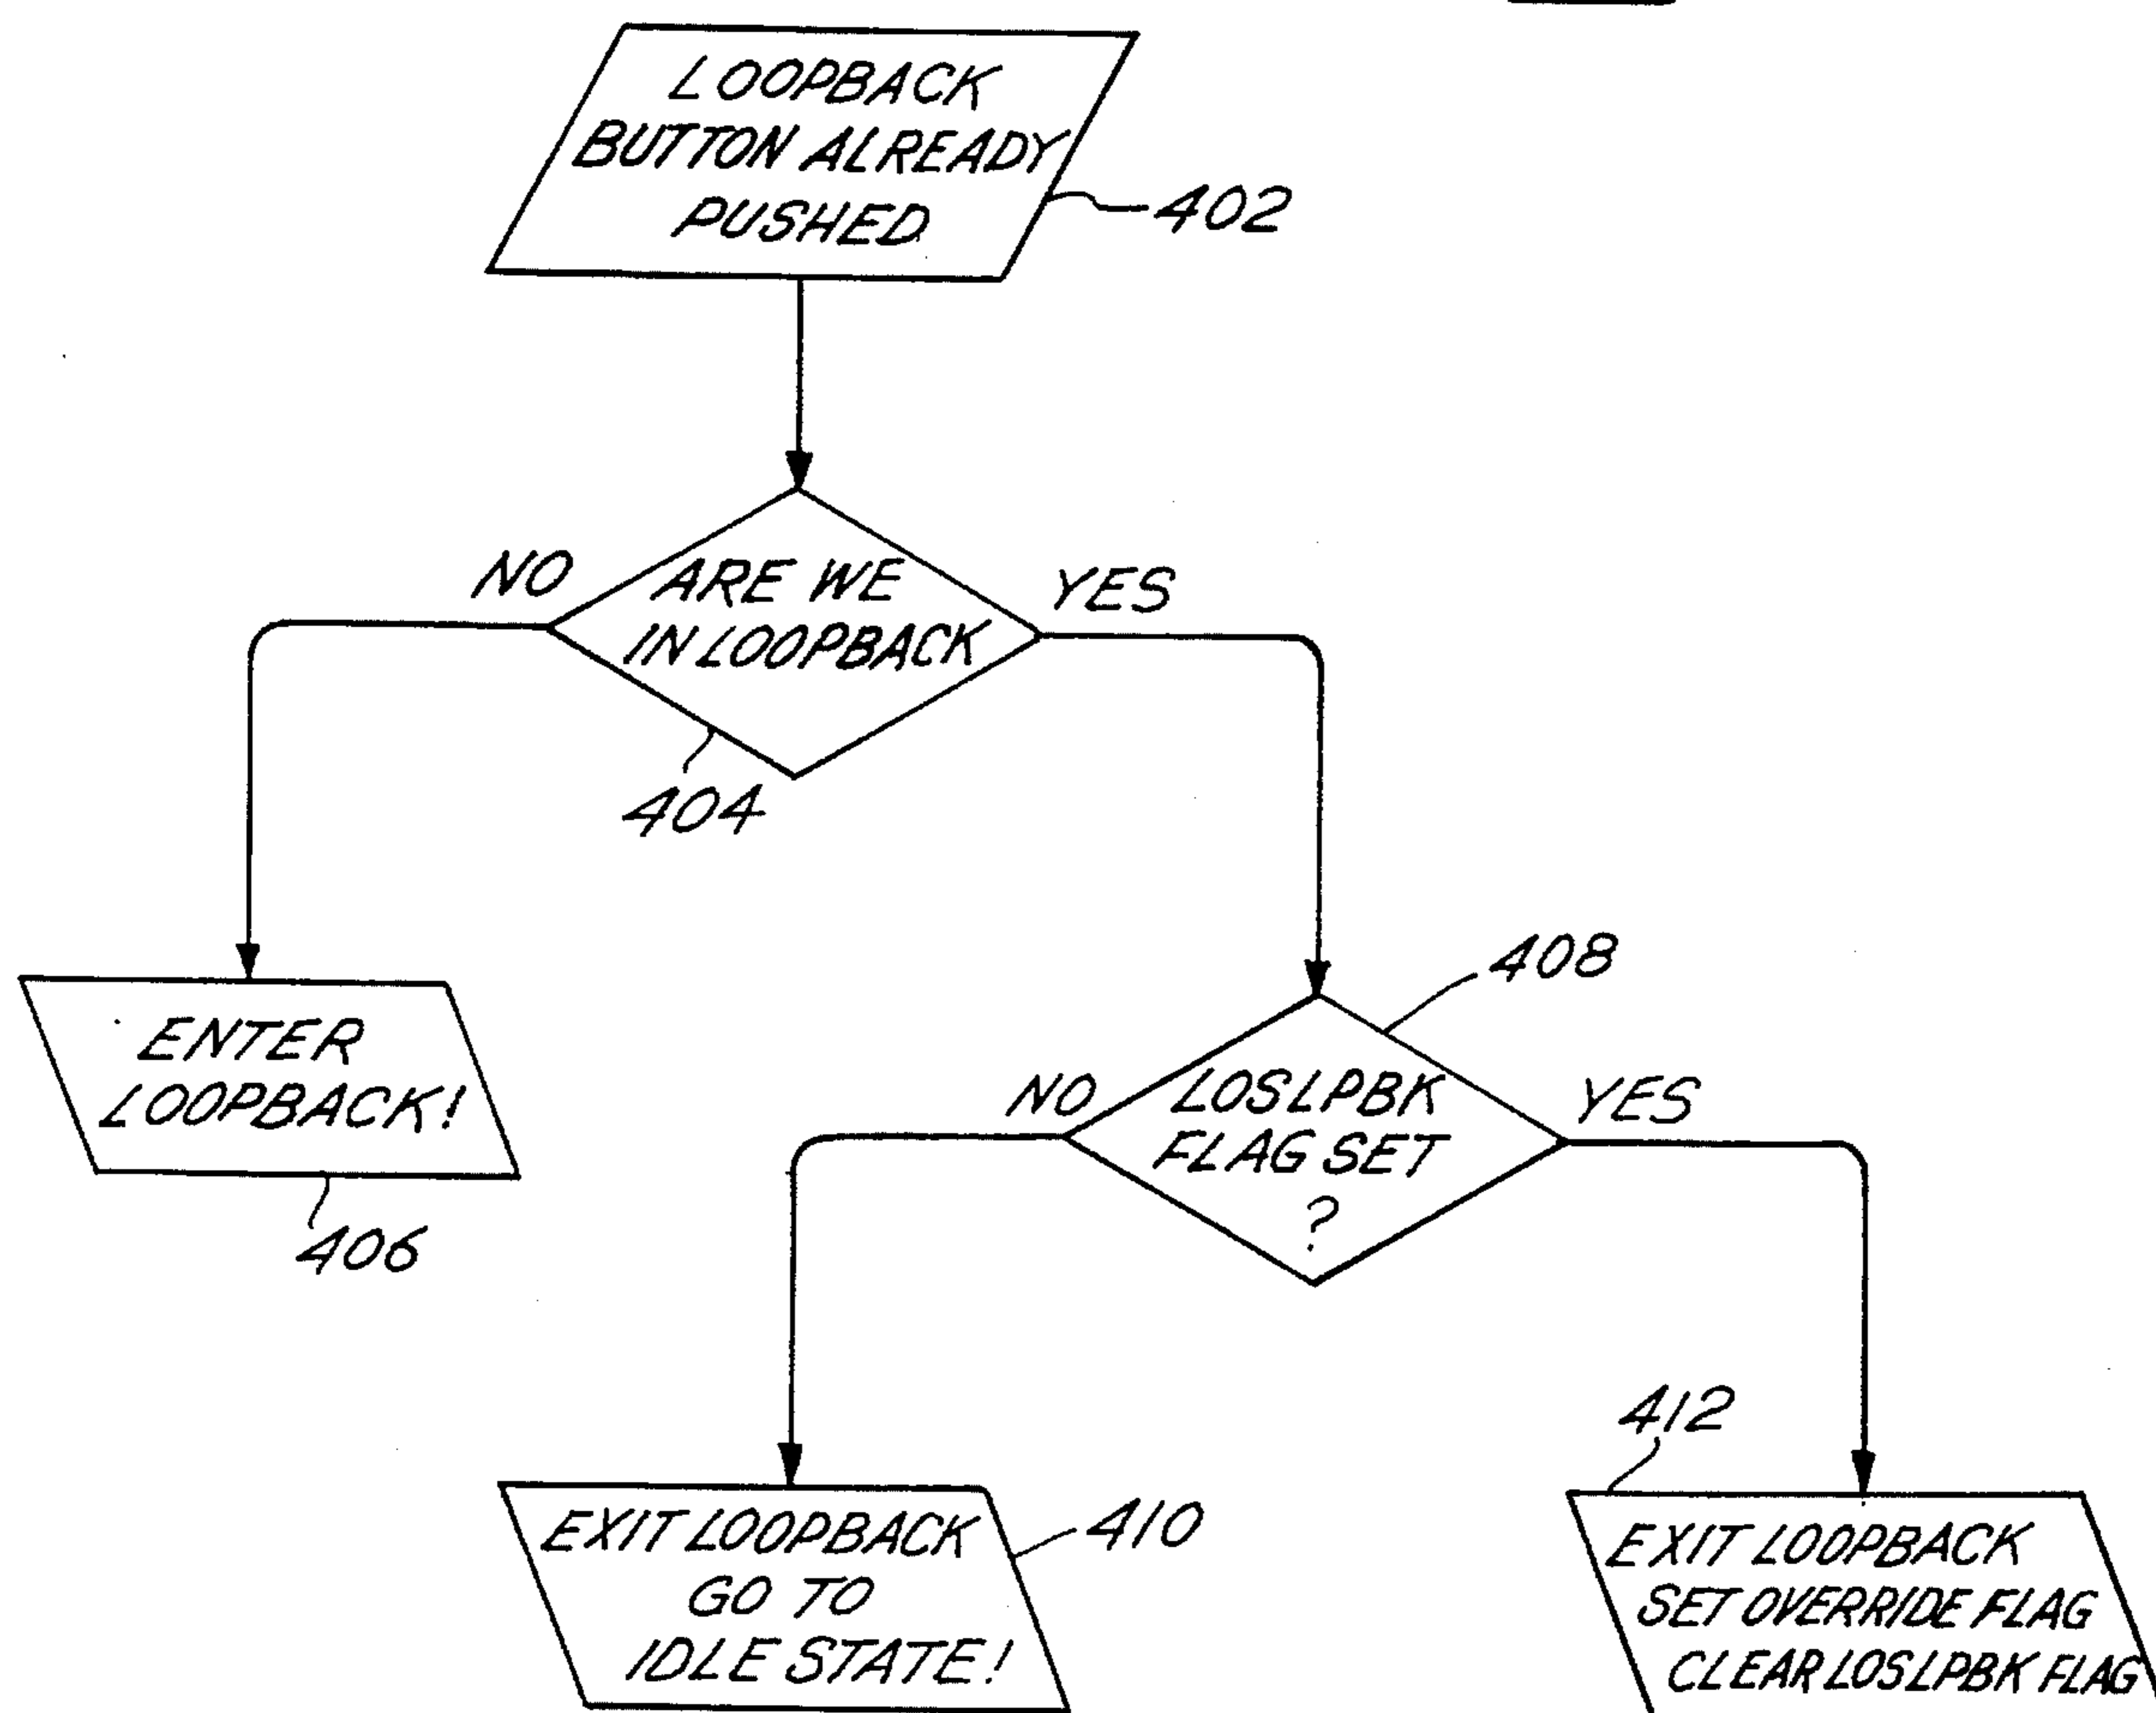 LOOPBACK
BUTTON ALREADY
PUSHED
402
NO
ARE WE
IN LOOPBACK
YES
404
ENTER
LOOPBACK!
406
408
NO
LOSLPBK
FLAG SET
?
YES
EXIT LOOPBACK
GO TO
IDLE STATE!
410
412
EXIT LOOPBACK
SET OVERRIDE FLAG
CLEAR LOSLPBK FLAG